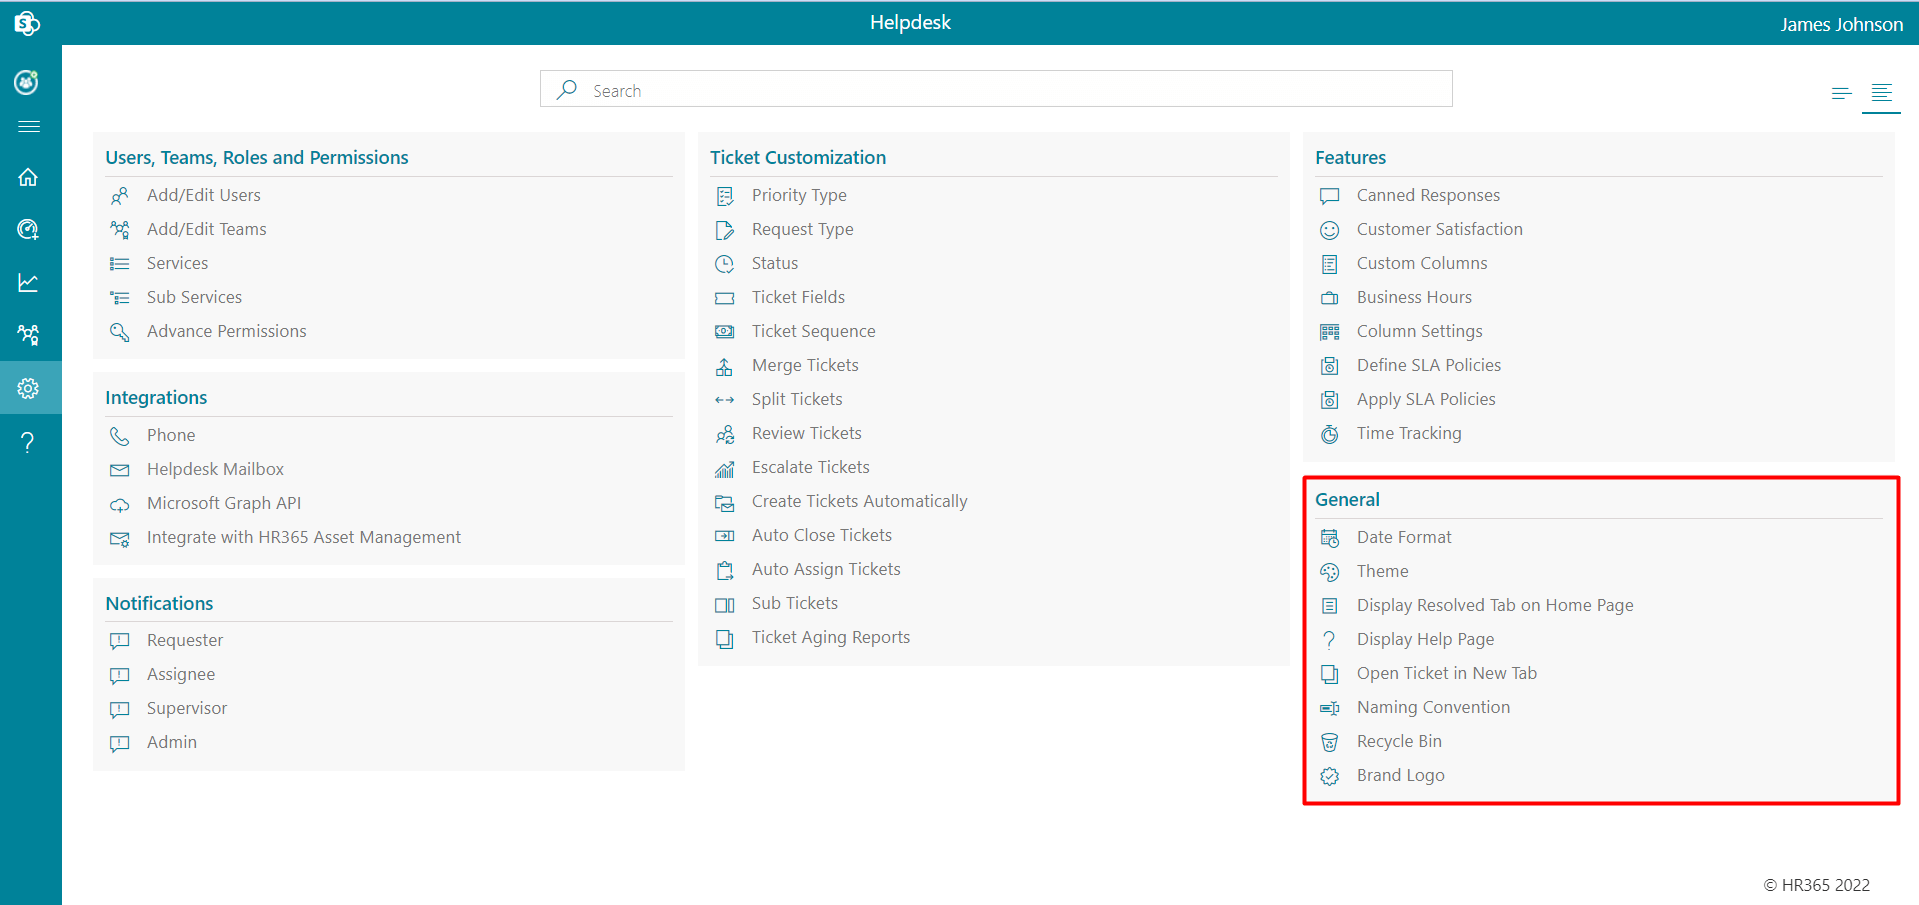 Helpdesk
James Johnson
Search
Users, Teams, Roles and Permissions
Add/Edit Users
Add/Edit Teams
Services
Sub Services
Advance Permissions
Integrations
Phone
Helpdesk Mailbox
Microsoft Graph API
Integrate with HR365 Asset Management
Notifications
Requester
Assignee
Supervisor
Admin
Ticket Customization
Priority Type
Request Type
Status
Ticket Fields
Ticket Sequence
Merge Tickets
Split Tickets
Review Tickets
Escalate Tickets
Create Tickets Automatically
Auto Close Tickets
Auto Assign Tickets
Sub Tickets
Ticket Aging Reports
Features
Canned Responses
Customer Satisfaction
Custom Columns
Business Hours
Column Settings
Define SLA Policies
Apply SLA Policies
Time Tracking
General
Date Format
Theme
Display Resolved Tab on Home Page
Display Help Page
Open Ticket in New Tab
Naming Convention
Recycle Bin
Brand Logo
© HR365 2022